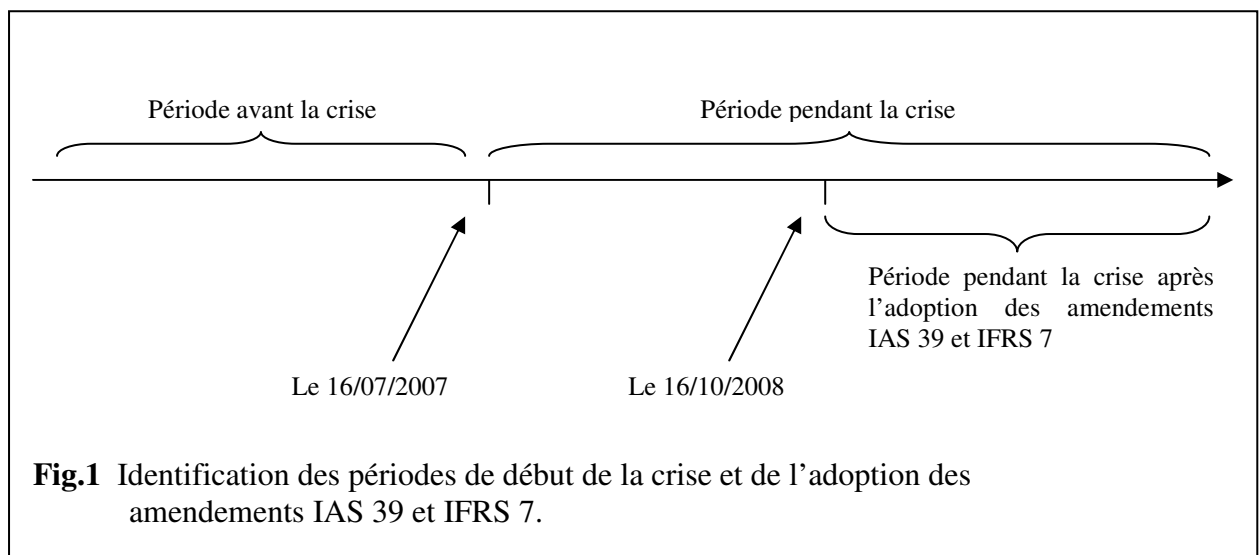 Période avant la crise
Période pendant la crise
Période pendant la crise après
l'adoption des amendements
IAS 39 et IFRS 7
Le 16/07/2007
Le 16/10/2008
Fig.1 Identification des périodes de début de la crise et de l'adoption des
amendements IAS 39 et IFRS 7.